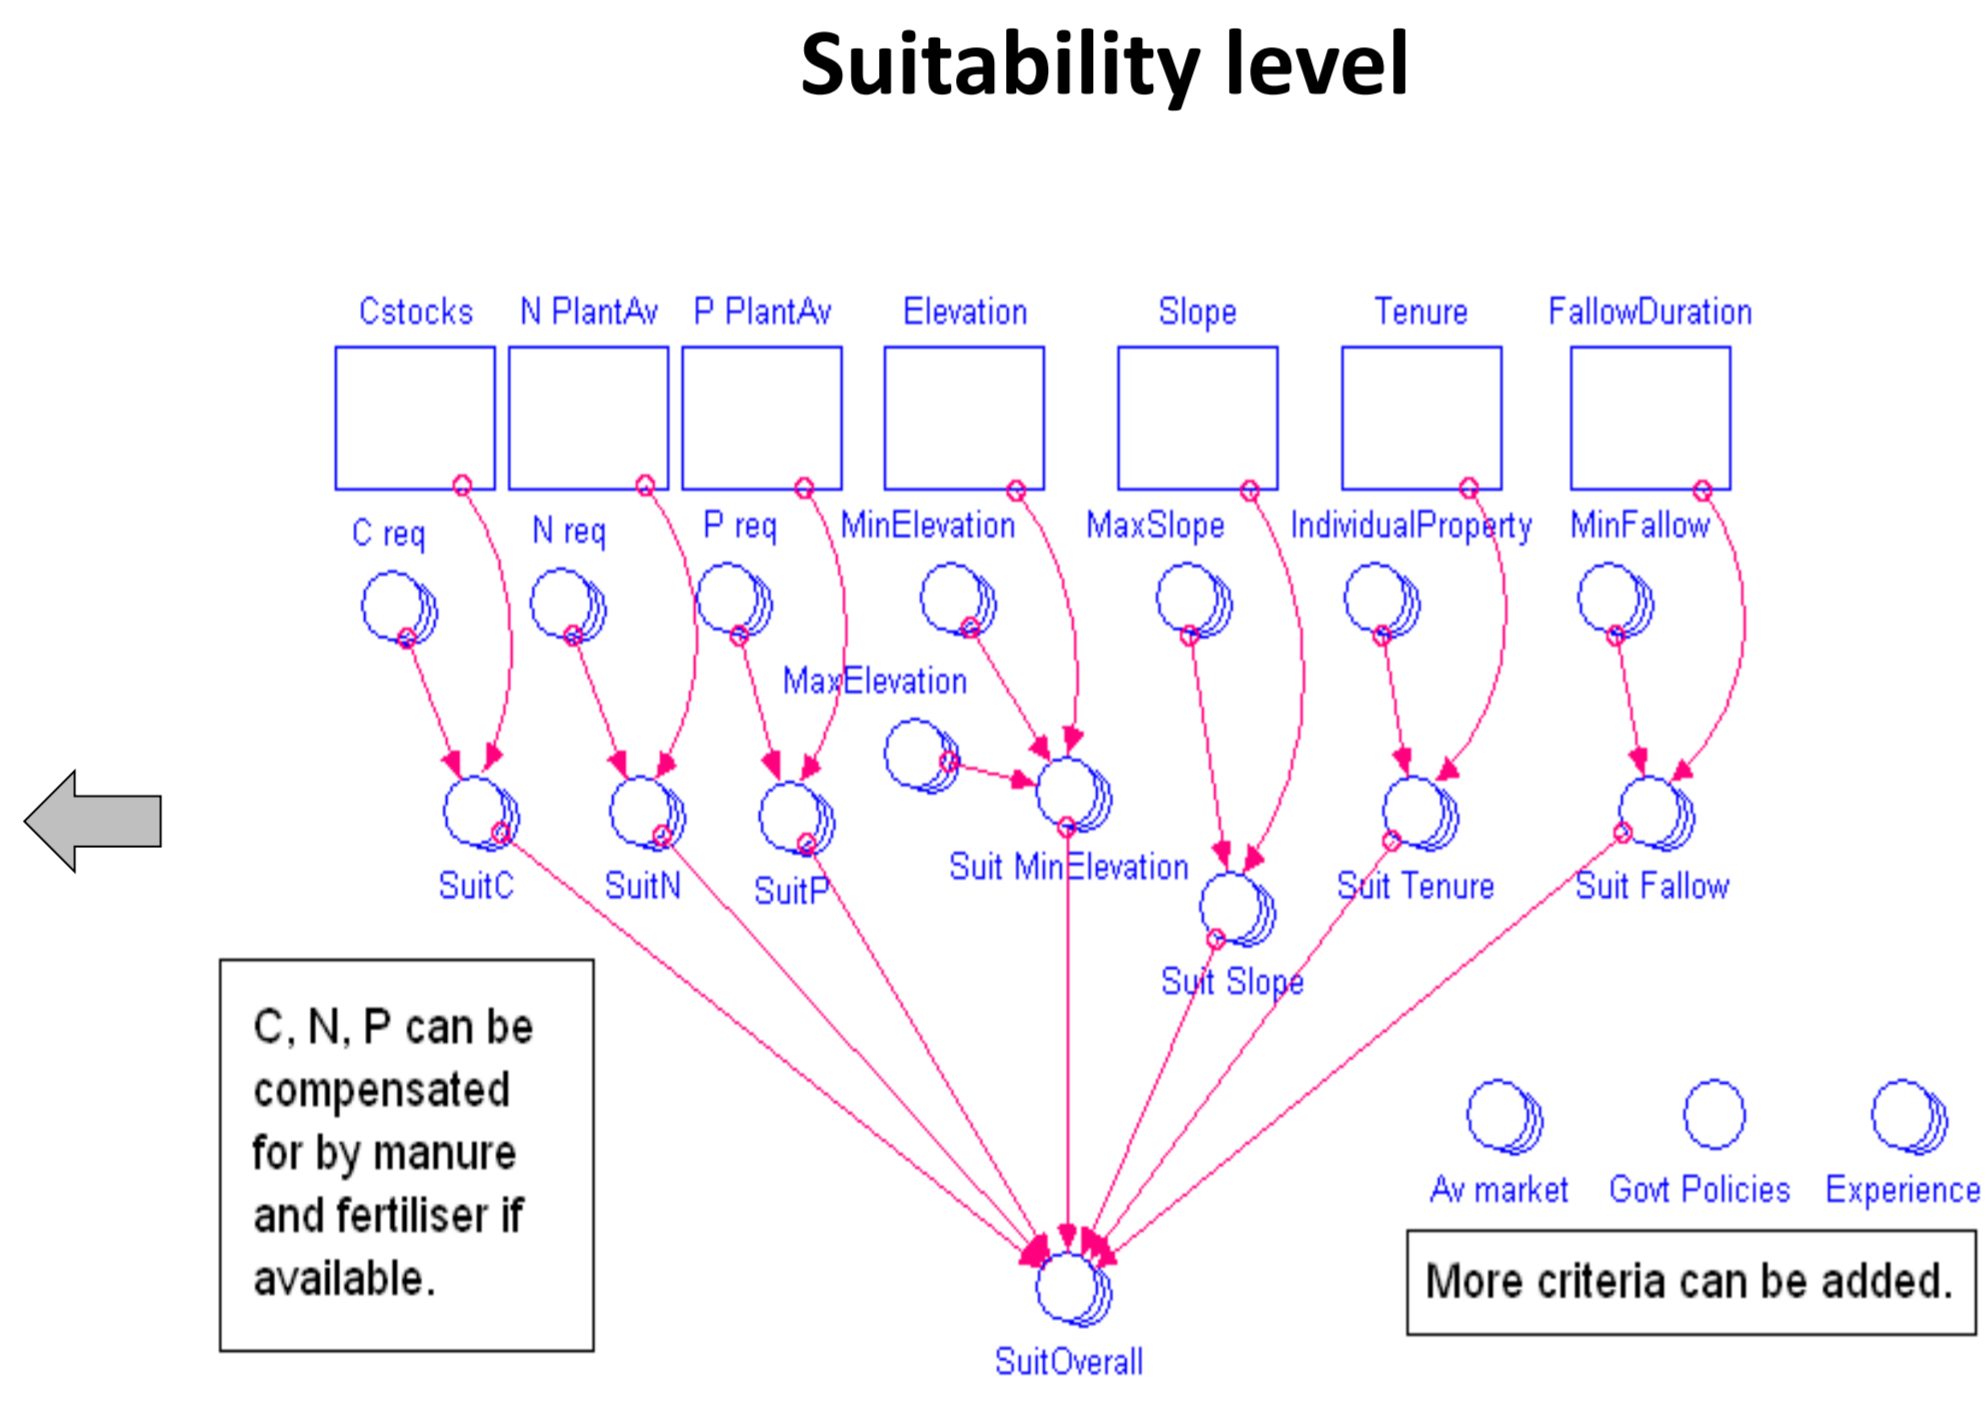 Suitability level
Cstocks
N PlantAv
P PlantAv
Elevation
Slope
Tenure
FallowDuration
C req
N req
P req
MinElevation
MaxSlope
IndividualProperty
MinFallow
MaxElevation
SuitC
SuitN
SuitP
Suit MinElevation
Suit Tenure
Suit Fallow
Suit Slope
C, N, P can be
compensated
for by manure
and fertiliser if
available.
Av market
Govt Policies
Experience
More criteria can be added.
SuitOverall